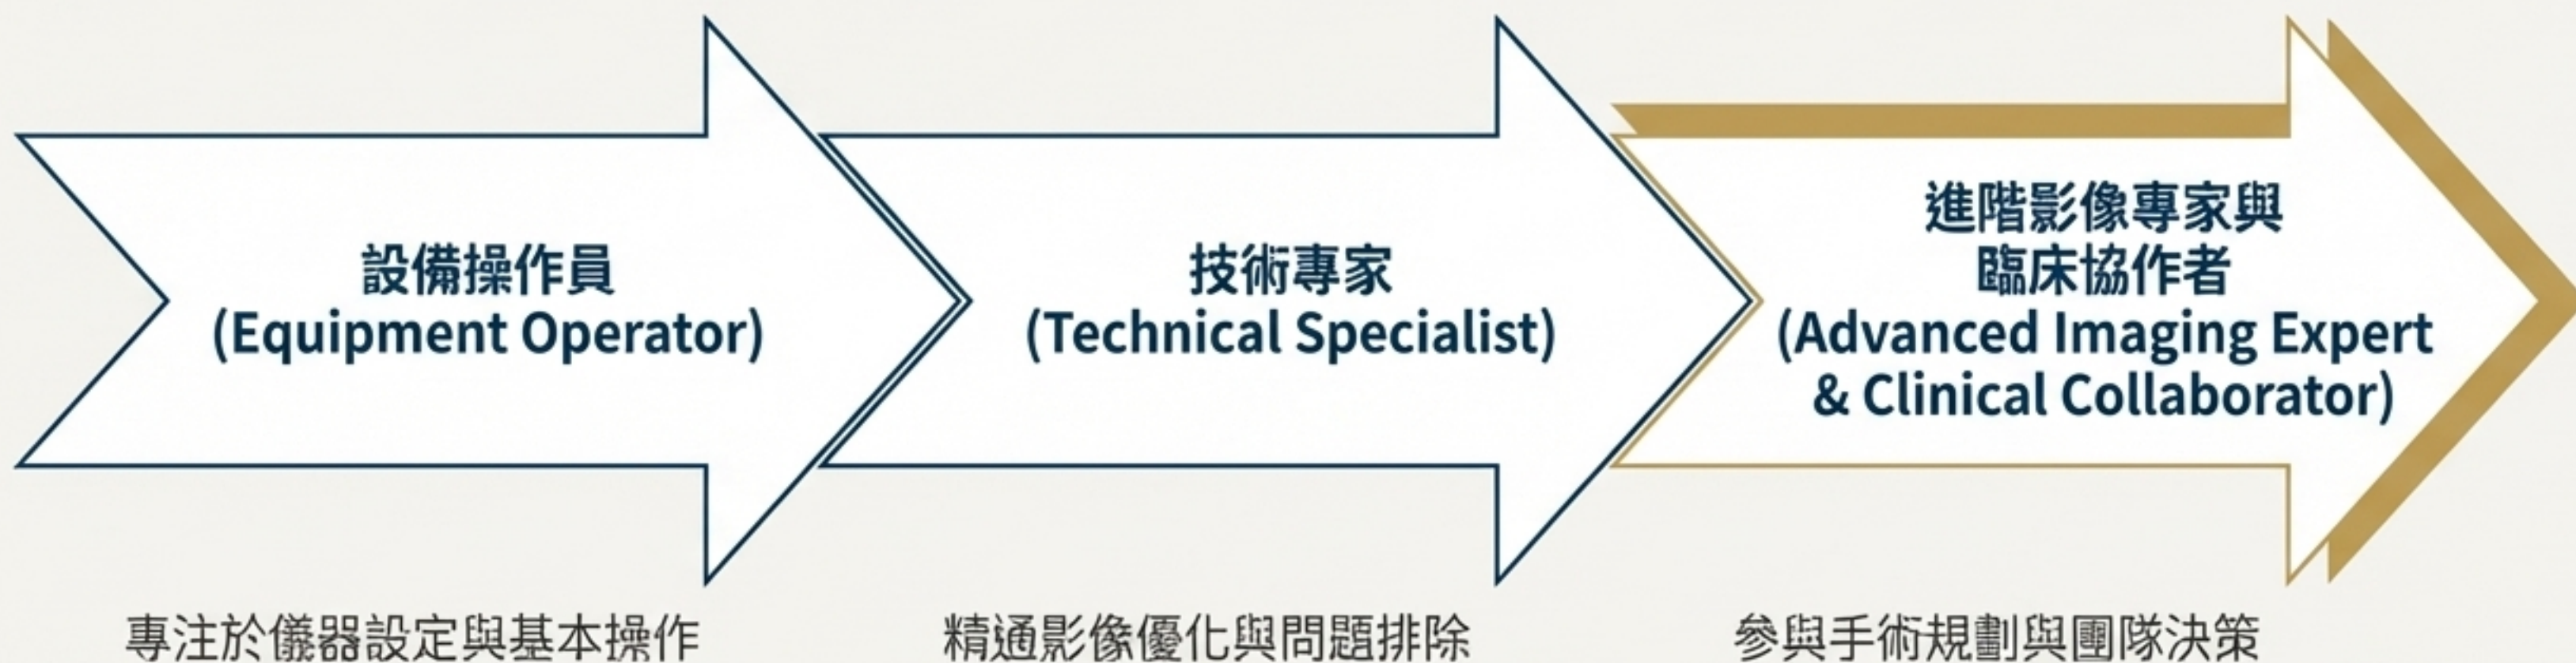 設備操作員
(Equipment Operator)
技術專家
(Technical Specialist)
進階影像專家與
臨床協作者
(Advanced Imaging Expert
& Clinical Collaborator)
專注於儀器設定與基本操作
精通影像優化與問題排除
參與手術規劃與團隊決策